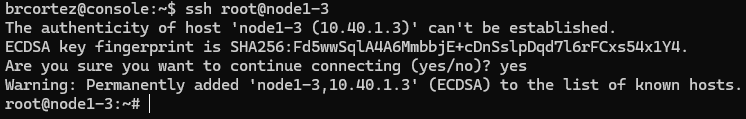 brcortez@console:~$ ssh root@node1-3
The authenticity of host 'node1-3 (10.40.1.3)' can't be established.
ECDSA key fingerprint is SHA256:Fd5wwSqlA4A6MmbbjE+cDnSslpDqd7l6rFCxs54x1Y4.
Are you sure you want to continue connecting (yes/no)? yes
Warning: Permanently added 'node1-3,10.40.1.3' (ECDSA) to the list of known hosts.
root@node1-3:~#